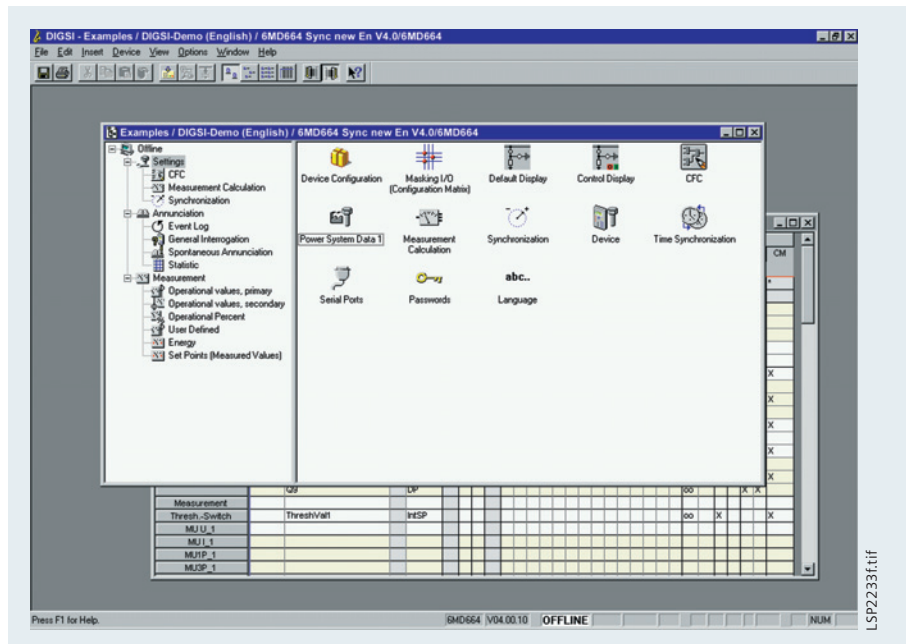 DIGSI - Examples / DIGSI-Demo (English) / 6MD664 Sync new En V4.0/6MD664
File Edit Insert Device View Options Window Help
Examples / DIGSI-Demo (English) / 6MD664 Sync new En V4.0/6MD664
Offline
Settings
CFC
Measurement Calculation
Synchronization
Annunciation
Event Log
General Interrogation
Spontaneous Annunciation
Statistic
Measurement
Operational values, primary
Operational values, secondary
Operational Percent
User Defined
Energy
Set Points (Measured Values)
Device Configuration
Masking I/O
(Configuration Matrix)
Default Display
Control Display
CFC
Power System Data 1
Measurement
Calculation
Synchronization
Device
Time Synchronization
Serial Ports
abc..
Passwords
Language
CM
*
X
X
X
X
X
Q9 DP oo X X
Measurement
Thresh.-Switch ThreshVal1 IntSP oo X X
MU U_1
MU I_1
MU1P_1
MU3P_1
Press F1 for Help.
6MD664 V04.00.10 OFFLINE NUM
LSP2233f.tif